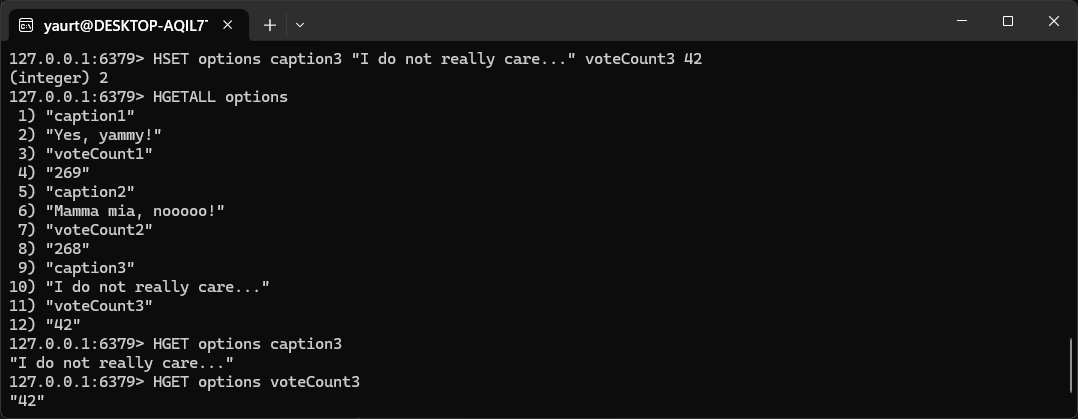 yaurt@DESKTOP-AQIL7
127.0.0.1:6379> HSET options caption3 "I do not really care..." voteCount3 42
(integer) 2
127.0.0.1:6379> HGETALL options
1) "caption1"
2) "Yes, yammy!"
3) "voteCount1"
4) "269"
5) "caption2"
6) "Mamma mia, nooooo!"
7) "voteCount2"
8) "268"
9) "caption3"
10) "I do not really care..."
11) "voteCount3"
12) "42"
127.0.0.1:6379> HGET options caption3
"I do not really care..."
127.0.0.1:6379> HGET options voteCount3
"42"